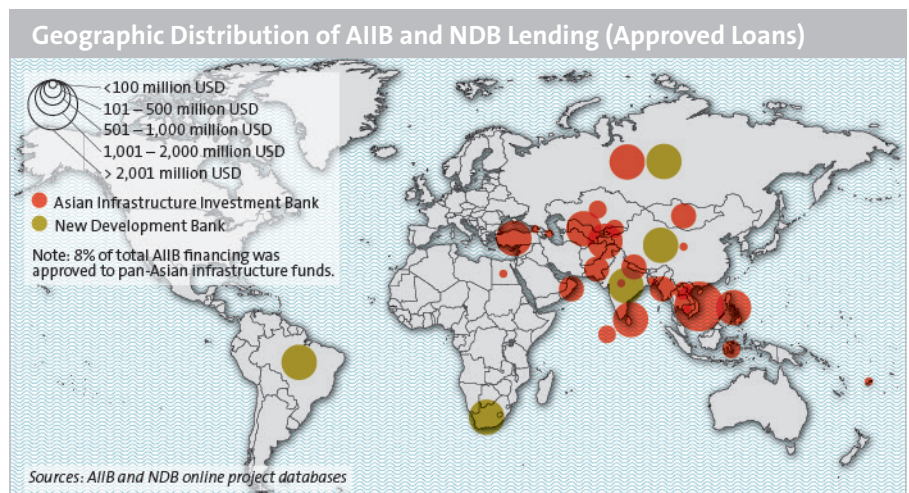 Geographic Distribution of AIIB and NDB Lending (Approved Loans)
<100 million USD
101 – 500 million USD
501 – 1,000 million USD
1,001 – 2,000 million USD
> 2,001 million USD
Asian Infrastructure Investment Bank
New Development Bank
Note: 8% of total AIIB financing was
approved to pan-Asian infrastructure funds.
Sources: AIIB and NDB online project databases